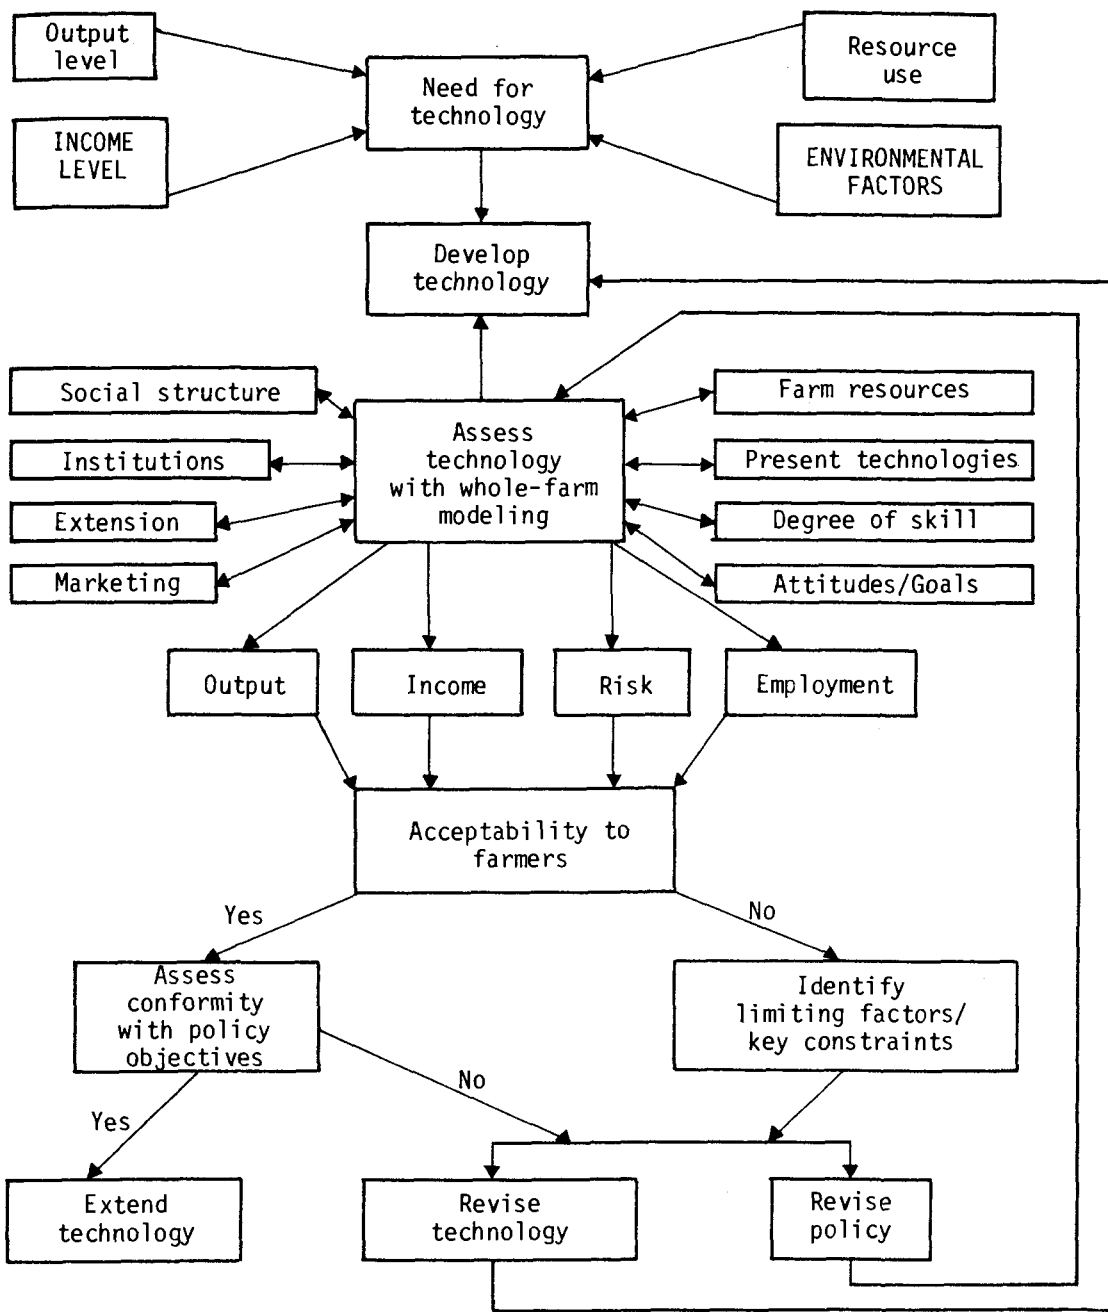 Output
level
Need for
technology
Resource
use
INCOME
LEVEL
ENVIRONMENTAL
FACTORS
Develop
technology
Social structure
Institutions
Extension
Marketing
Assess
technology
with whole-farm
modeling
Farm resources
Present technologies
Degree of skill
Attitudes/Goals
Output
Income
Risk
Employment
Acceptability to
farmers
Yes
No
Assess
conformity
with policy
objectives
Identify
limiting factors/
key constraints
Yes
No
Extend
technology
Revise
technology
Revise
policy